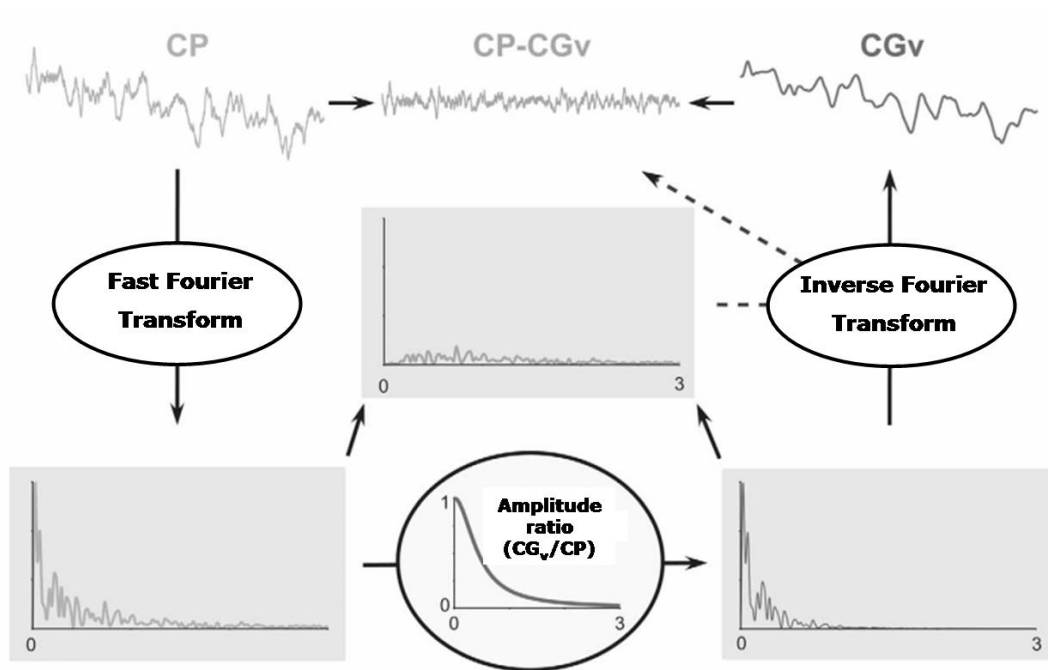 CP
CP-CGv
CGv
Fast Fourier
Transform
Inverse Fourier
Transform
0
3
Amplitude
ratio
(CGv/CP)
1
0
0
3
0
0
3